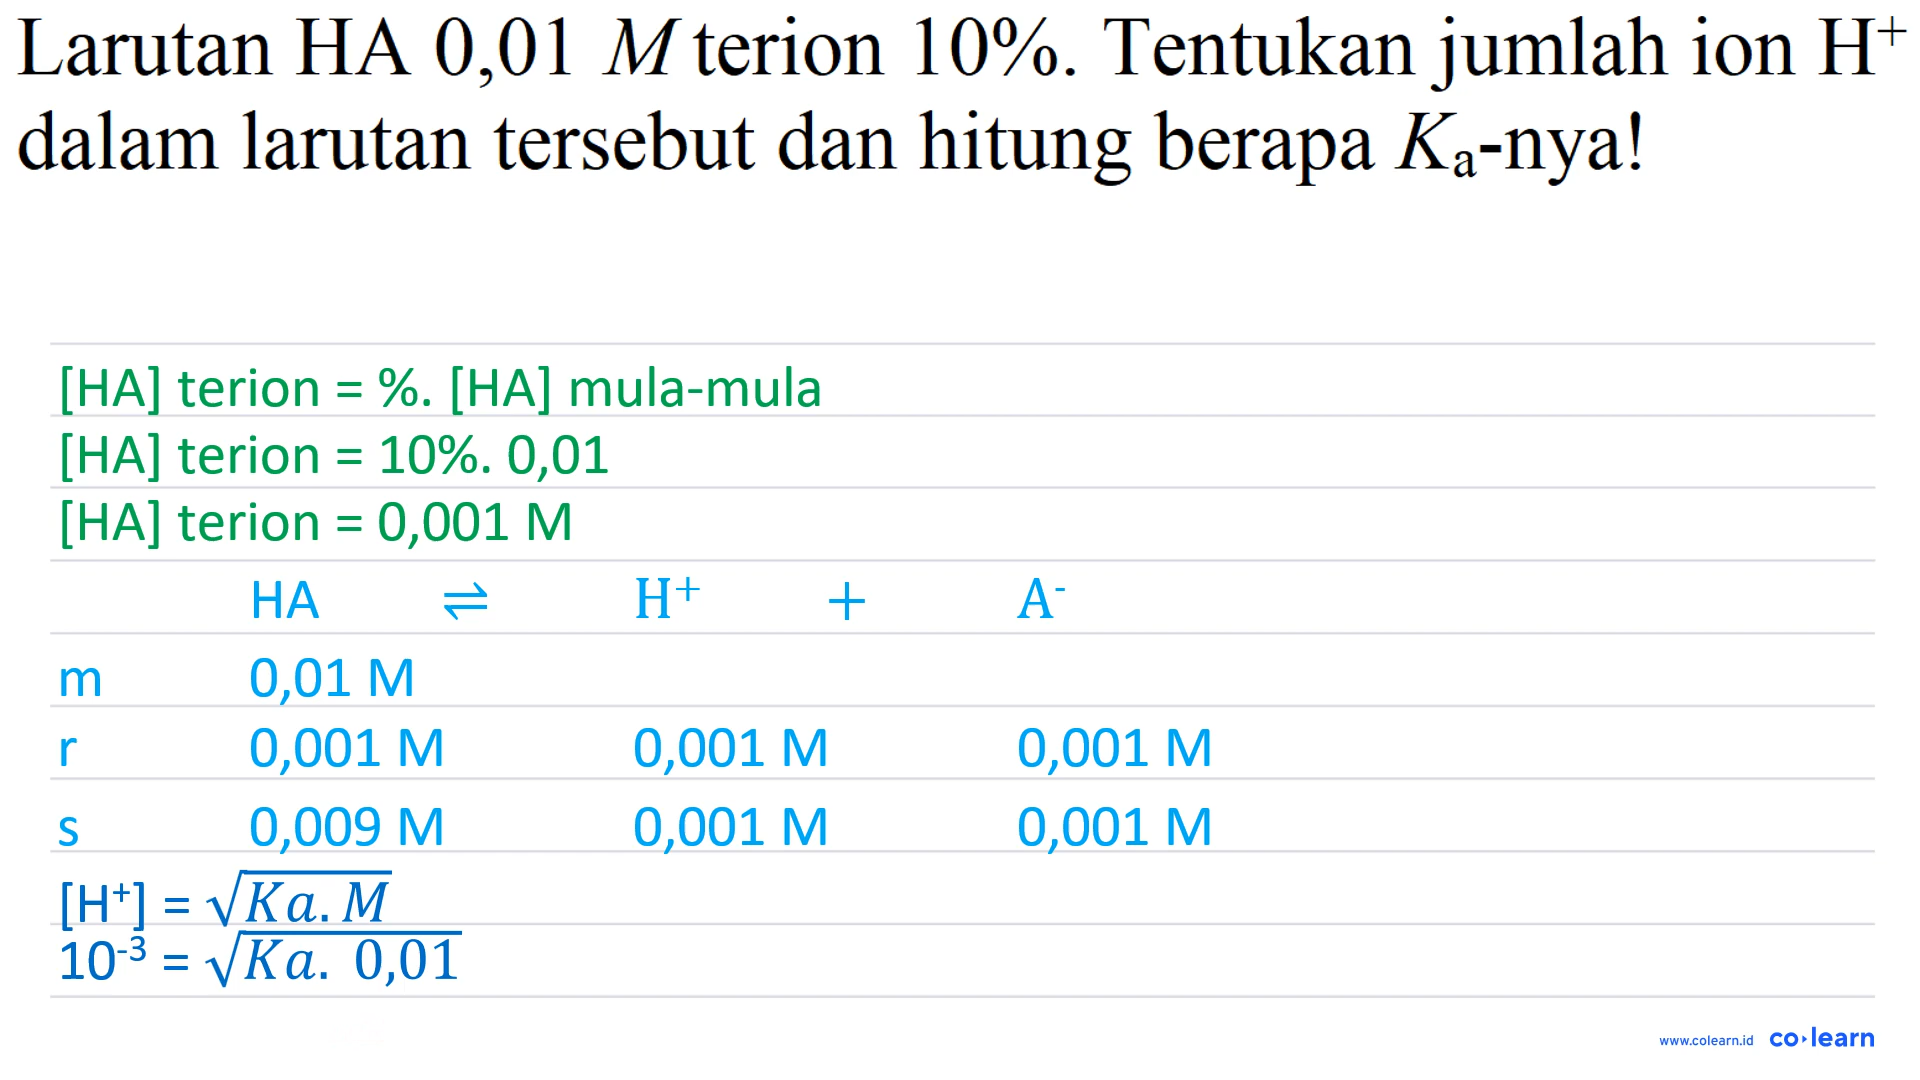 Larutan HA 0,01 M terion 10%. Tentukan jumlah ion H⁺
dalam larutan tersebut dan hitung berapa Kₐ-nya!
[HA] terion = %. [HA] mula-mula
[HA] terion = 10%. 0,01
[HA] terion = 0,001 M
HA ⇌ H⁺ + A⁻
m 0,01 M
r 0,001 M 0,001 M 0,001 M
s 0,009 M 0,001 M 0,001 M
[H⁺] = √Ka. M
10⁻³ = √Ka. 0,01
www.colearn.id co·learn